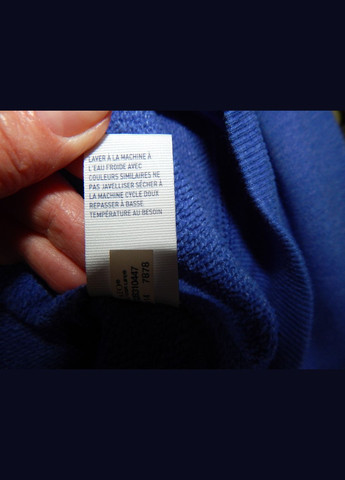 LAVER À LA MACHINE À
L'EAU FROIDE AVEC
COULEURS SIMILAIRES NE
PAS JAVELLISER SÉCHER À
LA MACHINE CYCLE DOUX
REPASSER À BASSE
TEMPÉRATURE AU BESOIN
7878